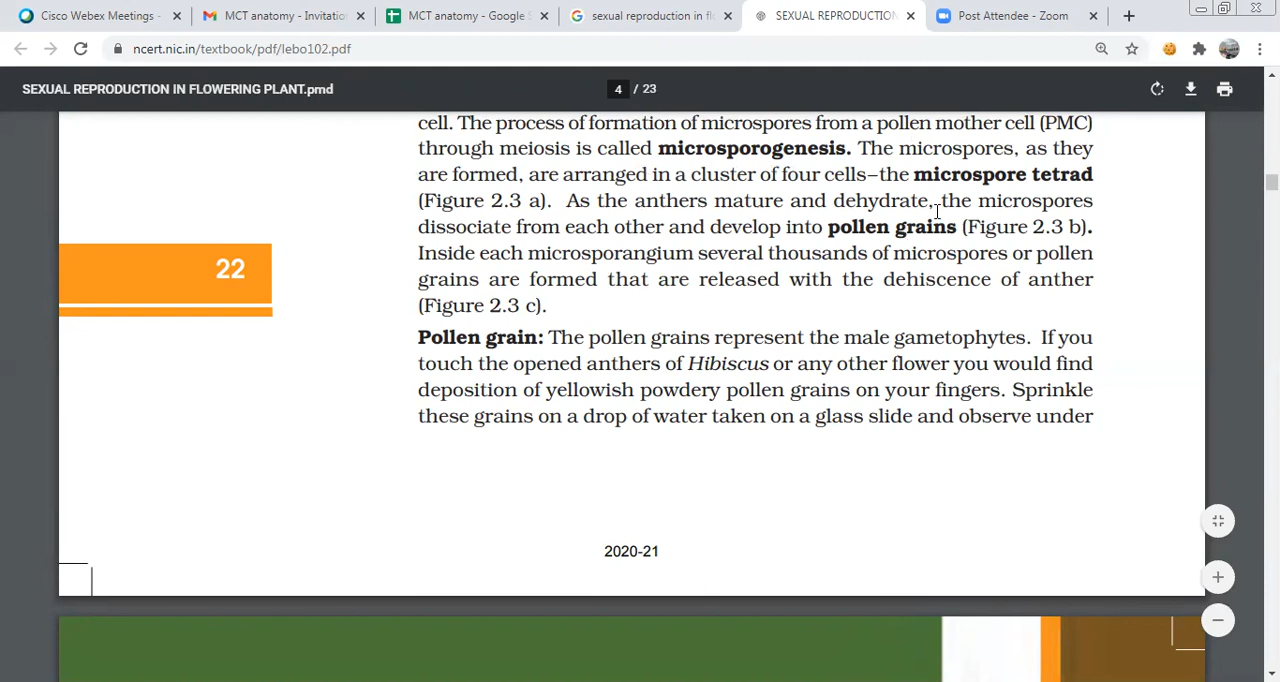 Cisco Webex Meetings -
MCT anatomy - Invitatio
MCT anatomy - Google S
sexual reproduction in fl
SEXUAL REPRODUCTION
Post Attendee - Zoom
ncert.nic.in/textbook/pdf/lebo102.pdf
SEXUAL REPRODUCTION IN FLOWERING PLANT.pmd
4 / 23
cell. The process of formation of microspores from a pollen mother cell (PMC)
through meiosis is called microsporogenesis. The microspores, as they
are formed, are arranged in a cluster of four cells–the microspore tetrad
(Figure 2.3 a). As the anthers mature and dehydrate, the microspores
dissociate from each other and develop into pollen grains (Figure 2.3 b).
Inside each microsporangium several thousands of microspores or pollen
grains are formed that are released with the dehiscence of anther
(Figure 2.3 c).
22
Pollen grain: The pollen grains represent the male gametophytes. If you
touch the opened anthers of Hibiscus or any other flower you would find
deposition of yellowish powdery pollen grains on your fingers. Sprinkle
these grains on a drop of water taken on a glass slide and observe under
2020-21